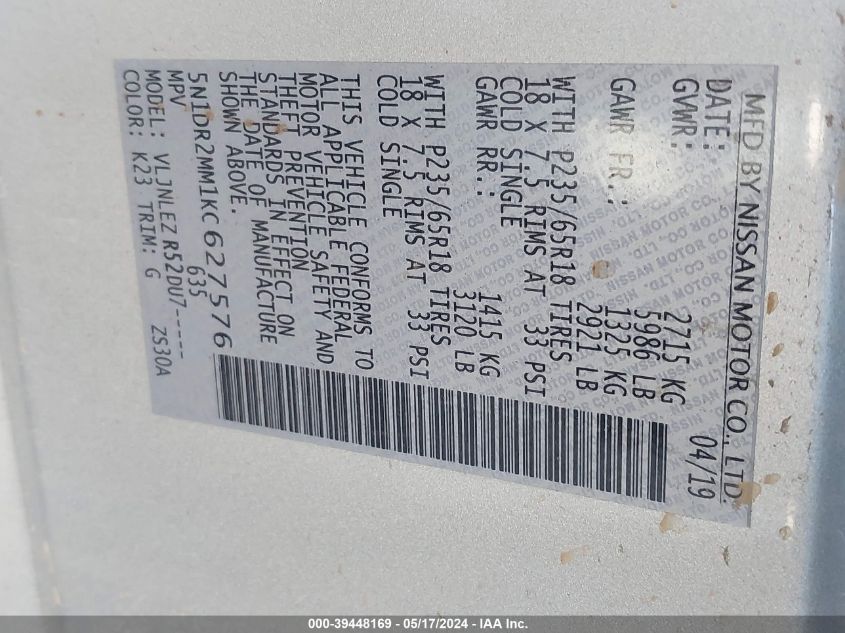 MFD BY NISSAN MOTOR CO., LTD.
DATE: 04/19
GVWR: 2715 KG
5986 LB
GAWR FR.: 1325 KG
2921 LB
WITH P235/65R18 TIRES
18 X 7.5 RIMS AT 33 PSI
COLD SINGLE
GAWR RR.: 1415 KG
3120 LB
WITH P235/65R18 TIRES
18 X 7.5 RIMS AT 33 PSI
COLD SINGLE
THIS VEHICLE CONFORMS TO
ALL APPLICABLE FEDERAL
MOTOR VEHICLE SAFETY AND
THEFT PREVENTION
STANDARDS IN EFFECT ON
THE DATE OF MANUFACTURE
SHOWN ABOVE.
5N1DR2MM1KC627576
MPV 635
MODEL: VLJNLEZ R52DU7-----
COLOR: K23 TRIM: G ZS30A
000-39448169 - 05/17/2024 - IAA Inc.